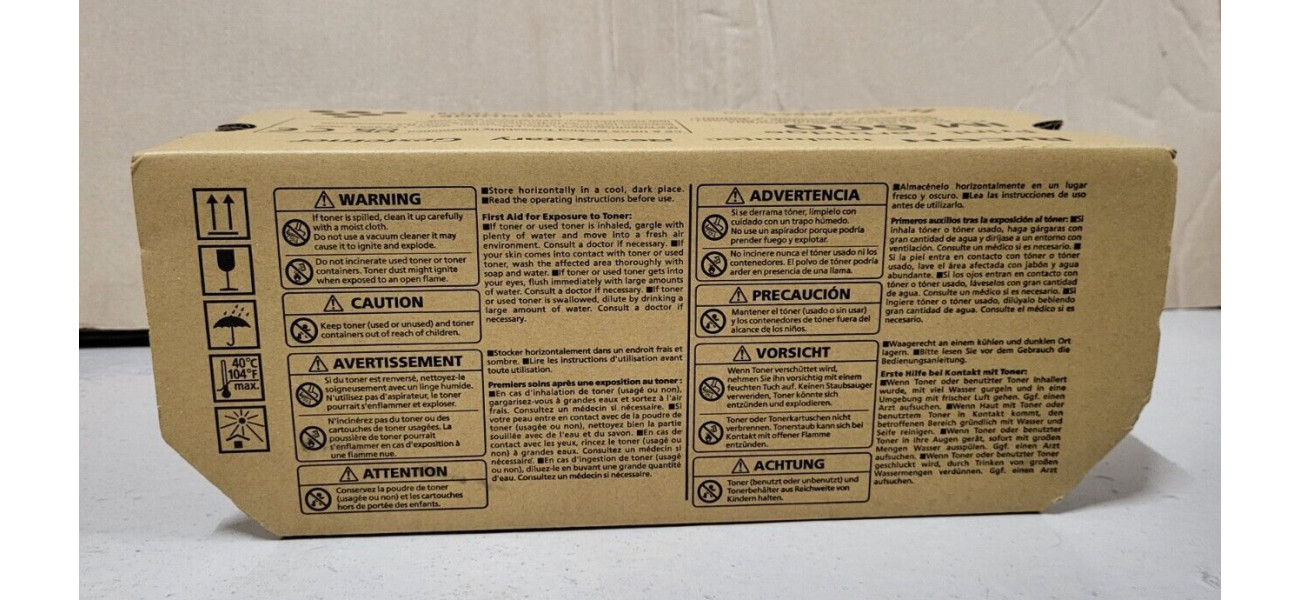 RICOH
IM 600
Gestetner
Rex-Rotary
40°C
104°F
max.
WARNING
If toner is spilled, clean it up carefully
with a moist cloth.
Do not use a vacuum cleaner it may
cause it to ignite and explode.
Do not incinerate used toner or toner
containers. Toner dust might ignite
when exposed to an open flame.
CAUTION
Keep toner (used or unused) and toner
containers out of reach of children.
■Store horizontally in a cool, dark place.
■Read the operating instructions before use.
First Aid for Exposure to Toner:
■If toner or used toner is inhaled, gargle with
plenty of water and move into a fresh air
environment. Consult a doctor if necessary. ■If
your skin comes into contact with toner or used
toner, wash the affected area thoroughly with
soap and water. ■If toner or used toner gets into
your eyes, flush immediately with large amounts
of water. Consult a doctor if necessary. ■If toner
or used toner is swallowed, dilute by drinking a
large amount of water. Consult a doctor if
necessary.
AVERTISSEMENT
Si du toner est renversé, nettoyez-le
soigneusement avec un linge humide.
N'utilisez pas d'aspirateur, le toner
pourrait s'enflammer et exploser.
N'incinérez pas du toner ou des
cartouches de toner usagées. La
poussière de toner pourrait
s'enflammer en cas d'exposition à
une flamme nue.
ATTENTION
Conservez la poudre de toner
(usagée ou non) et les cartouches
hors de portée des enfants.
■Stocker horizontalement dans un endroit frais et
sombre. ■Lire les instructions d'utilisation avant
toute utilisation.
Premiers soins après une exposition au toner :
■En cas d'inhalation de toner (usagé ou non),
gargarisez-vous à grandes eaux et sortez à l'air
frais. Consultez un médecin si nécessaire. ■Si
votre peau entre en contact avec de la poudre de
toner (usagée ou non), nettoyez bien la partie
souillée avec de l'eau et du savon. ■En cas de
contact avec les yeux, rincez le toner (usagé ou
non) à grandes eaux. Consultez un médecin si
nécessaire. ■En cas d'ingestion de toner (usagé
ou non), diluez-le en buvant une grande quantité
d'eau. Consultez un médecin si nécessaire.
ADVERTENCIA
Si se derrama tóner, límpielo con
cuidado con un trapo húmedo.
No use un aspirador porque podría
prender fuego y explotar.
No incinere nunca el tóner usado ni los
contenedores. El polvo de tóner podría
arder en presencia de una llama.
PRECAUCIÓN
Mantener el tóner (usado o sin usar)
y los contenedores de tóner fuera del
alcance de los niños.
■Almacénelo horizontalmente en un lugar
fresco y oscuro. ■Lea las instrucciones de uso
antes de utilizarlo.
Primeros auxilios tras la exposición al tóner: ■Si
inhala tóner o tóner usado, haga gárgaras con
gran cantidad de agua y diríjase a un entorno con
ventilación. Consulte un médico si es necesario. ■
Si la piel entra en contacto con tóner o tóner
usado, lave el área afectada con jabón y agua
abundante. ■Si los ojos entran en contacto con
tóner o tóner usado, láveselos con gran cantidad
de agua. Consulte un médico si es necesario. ■Si
ingiere tóner o tóner usado, dilúyalo bebiendo
gran cantidad de agua. Consulte el médico si es
necesario.
VORSICHT
Wenn Toner verschüttet wird,
nehmen Sie ihn vorsichtig mit einem
feuchten Tuch auf. Keinen Staubsauger
verwenden, Toner könnte sich
entzünden und explodieren.
Toner oder Tonerkartuschen nicht
verbrennen. Tonerstaub kann sich bei
Kontakt mit offener Flamme
entzünden.
ACHTUNG
Toner (benutzt oder unbenutzt) und
Tonerbehälter aus Reichweite von
Kindern halten.
■Waagerecht an einem kühlen und dunklen Ort
lagern. ■Bitte lesen Sie vor dem Gebrauch die
Bedienungsanleitung.
Erste Hilfe bei Kontakt mit Toner:
■Wenn Toner oder benutzter Toner inhaliert
wurde, mit viel Wasser gurgeln und in eine
Umgebung mit frischer Luft gehen. Ggf. einen
Arzt aufsuchen. ■Wenn Haut mit Toner oder
benutztem Toner in Kontakt kommt, den
betroffenen Bereich gründlich mit Wasser und
Seife reinigen. ■Wenn Toner oder benutzter
Toner in Ihre Augen gerät, sofort mit großen
Mengen Wasser ausspülen. Ggf. einen Arzt
aufsuchen. ■Wenn Toner oder benutzter Toner
geschluckt wird, durch Trinken von großen
Wassermengen verdünnen. Ggf. einen Arzt
aufsuchen.